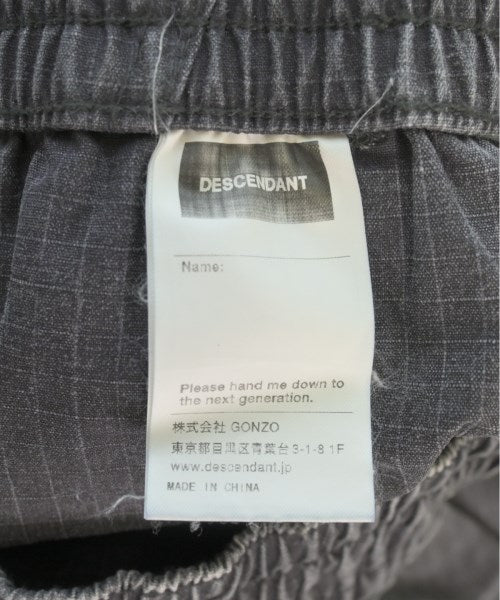 DESCENDANT
Name:
Please hand me down to
the next generation.
株式会社 GONZO
東京都目黒区青葉台3-1-8 1F
www.descendant.jp
MADE IN CHINA